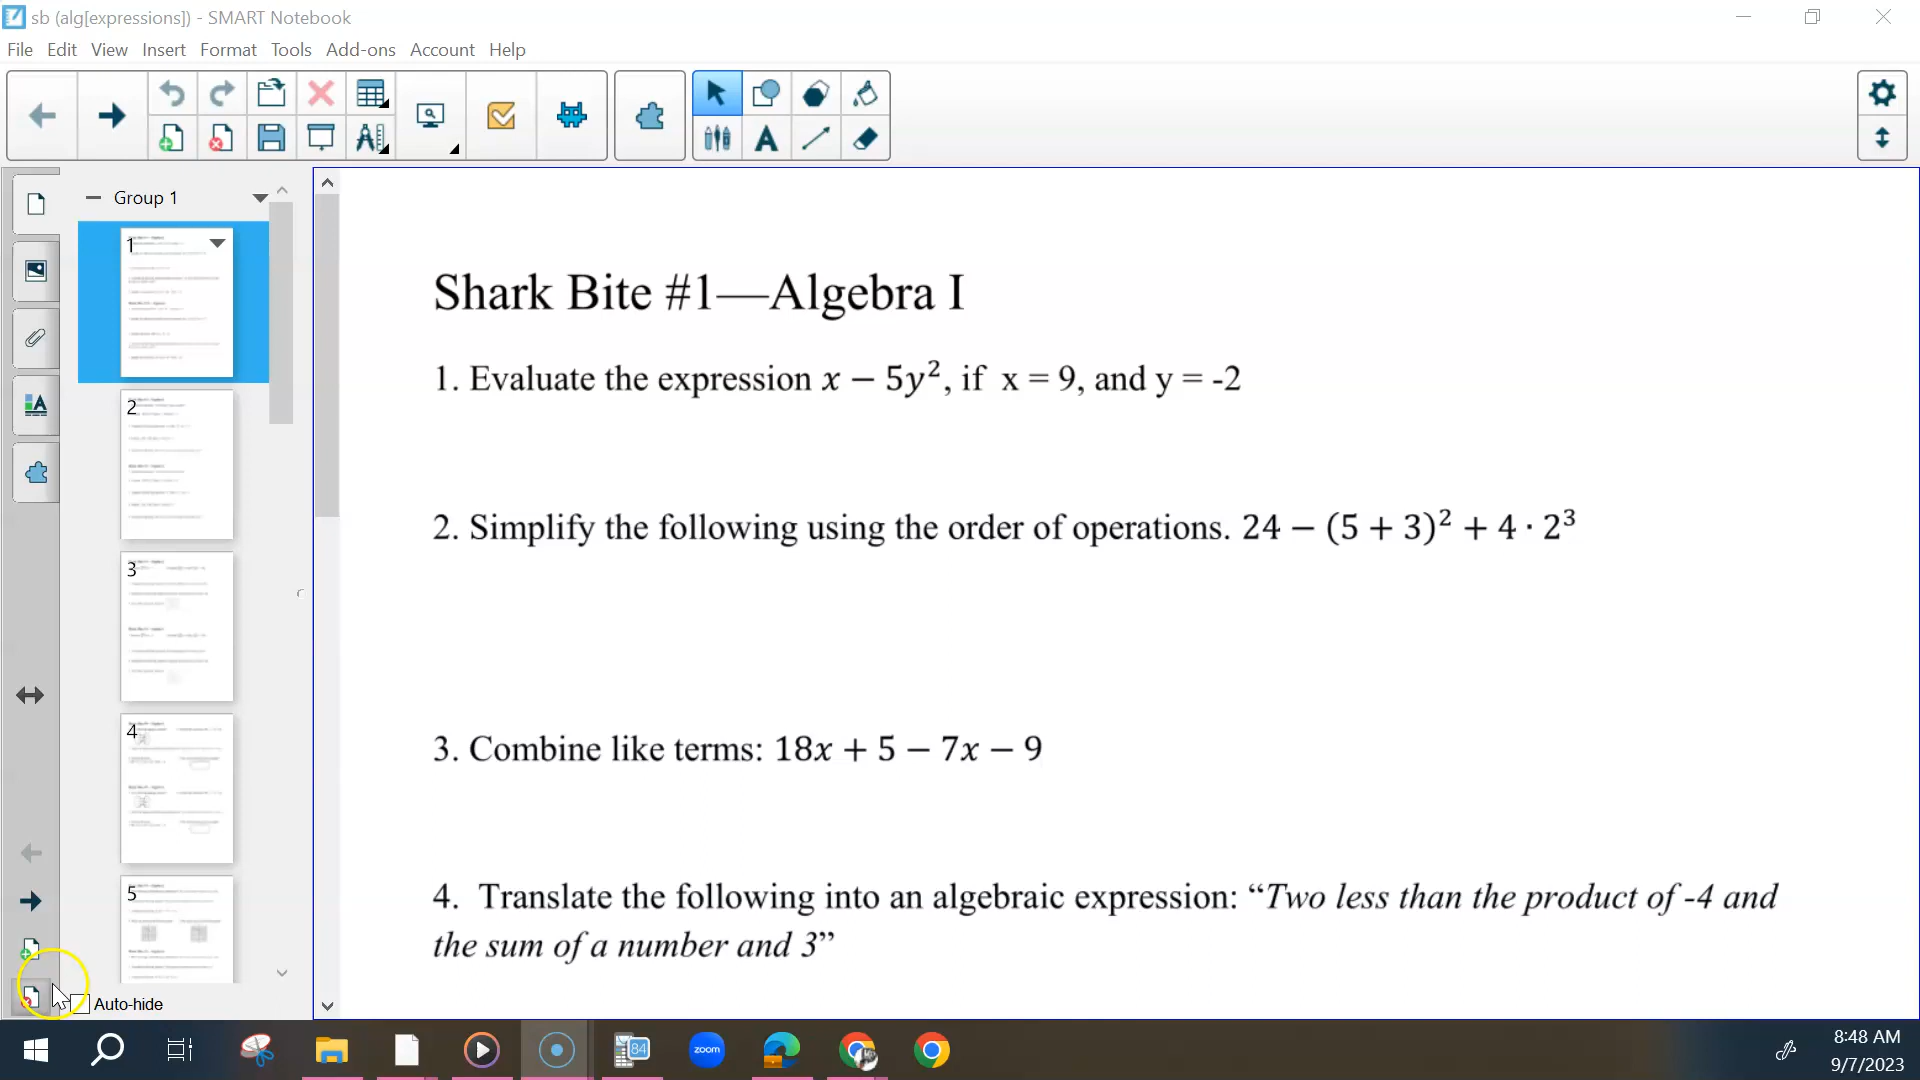 sb (alg[expressions]) - SMART Notebook
File Edit View Insert Format Tools Add-ons Account Help
Group 1
1
2
3
4
5
Auto-hide
Shark Bite #1—Algebra I
1. Evaluate the expression x − 5y², if x = 9, and y = -2
2. Simplify the following using the order of operations. 24 − (5 + 3)² + 4 · 2³
3. Combine like terms: 18x + 5 − 7x − 9
4. Translate the following into an algebraic expression: “Two less than the product of -4 and
the sum of a number and 3”
84
zoom
8:48 AM
9/7/2023